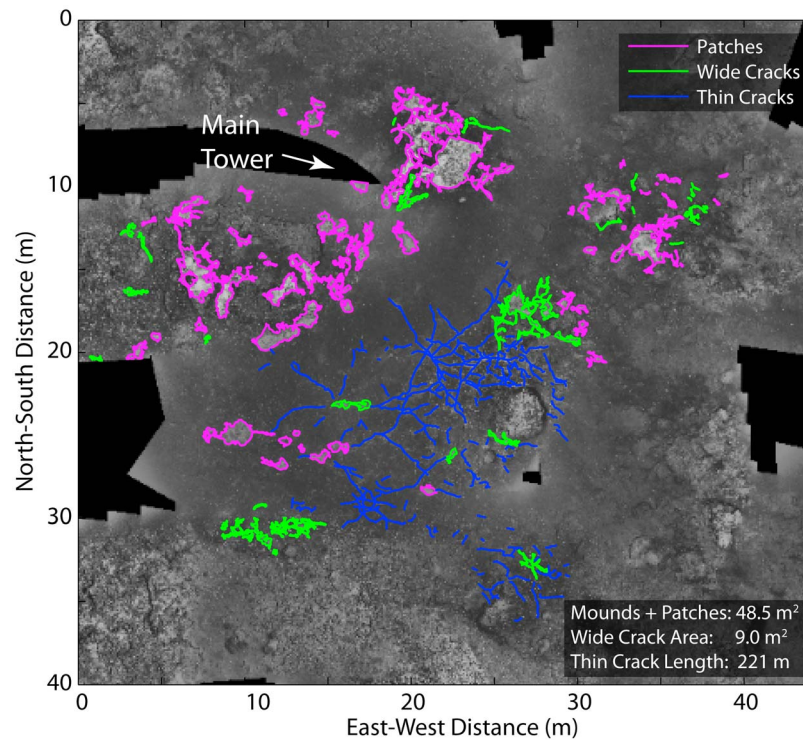 0
Patches
Wide Cracks
Thin Cracks
Main
Tower
10
20
30
40
North-South Distance (m)
Mounds + Patches: 48.5 m²
Wide Crack Area: 9.0 m²
Thin Crack Length: 221 m
0 10 20 30 40
East-West Distance (m)